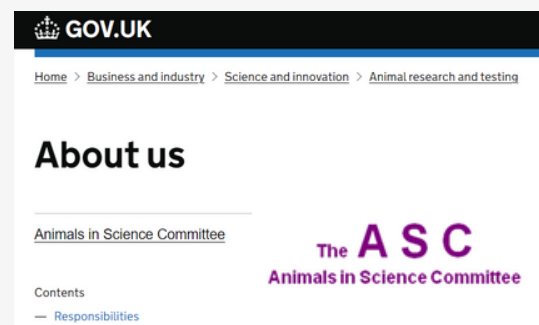 GOV.UK
Home > Business and industry > Science and innovation > Animal research and testing
About us
Animals in Science Committee
The A S C
Animals in Science Committee
Contents
— Responsibilities